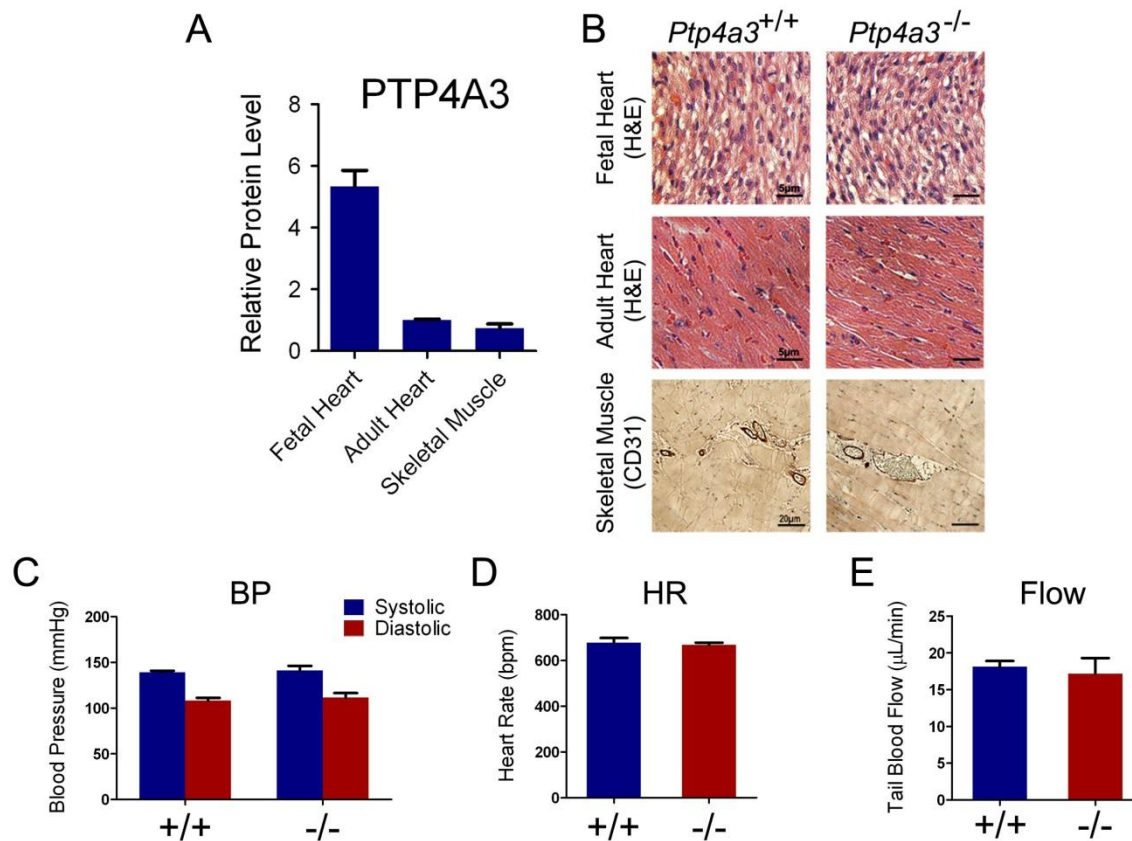 A
PTP4A3
Relative Protein Level
8
6
4
2
0
Fetal Heart
Adult Heart
Skeletal Muscle
B
Ptp4a3+/+
Ptp4a3-/-
Fetal Heart
(H&E)
5μm
Adult Heart
(H&E)
5μm
Skeletal Muscle
(CD31)
20μm
C
BP
Blood Pressure (mmHg)
200
150
100
50
0
Systolic
Diastolic
+/+
-/-
D
HR
Heart Rate (bpm)
800
600
400
200
0
+/+
-/-
E
Flow
Tail Blood Flow (μL/min)
25
20
15
10
5
0
+/+
-/-